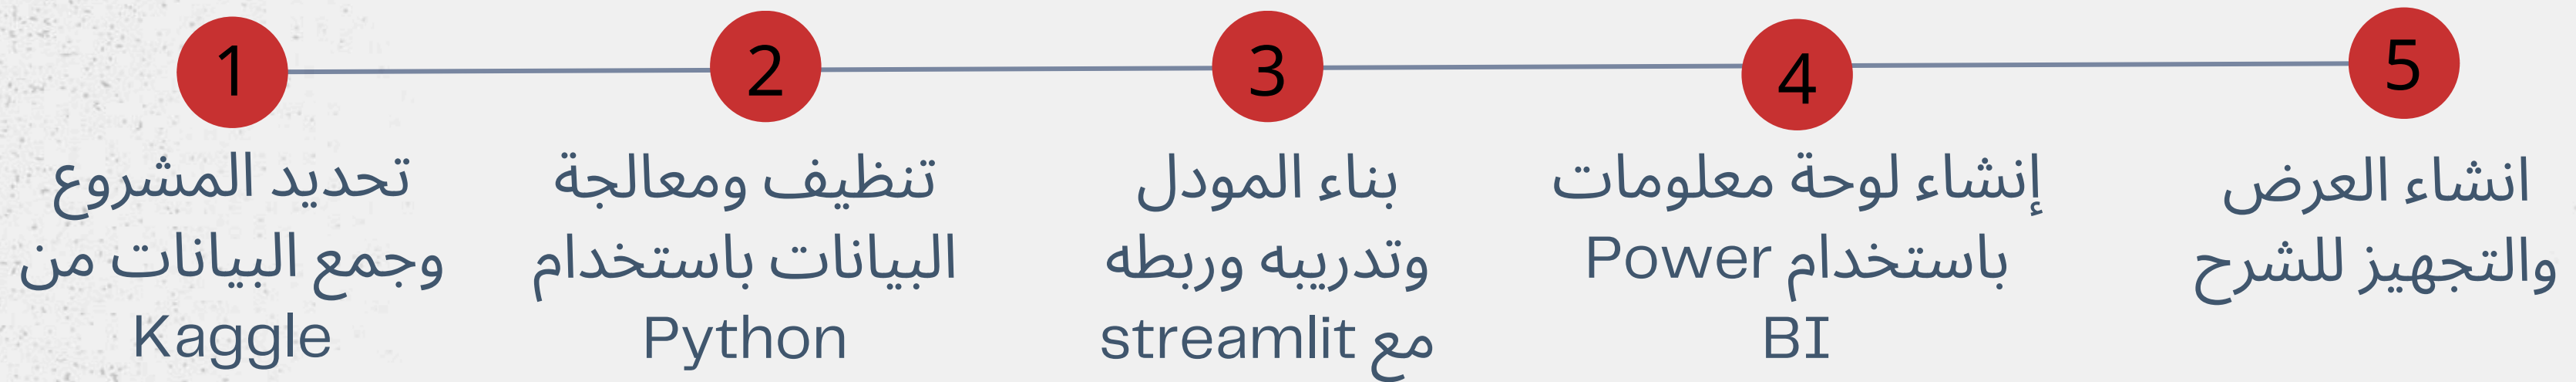 1
تحديد المشروع
وجمع البيانات من
Kaggle
2
تنظيف ومعالجة
البيانات باستخدام
Python
3
بناء المودل
وتدريبه وربطه
مع streamlit
4
إنشاء لوحة معلومات
باستخدام Power
BI
5
انشاء العرض
والتجهيز للشرح